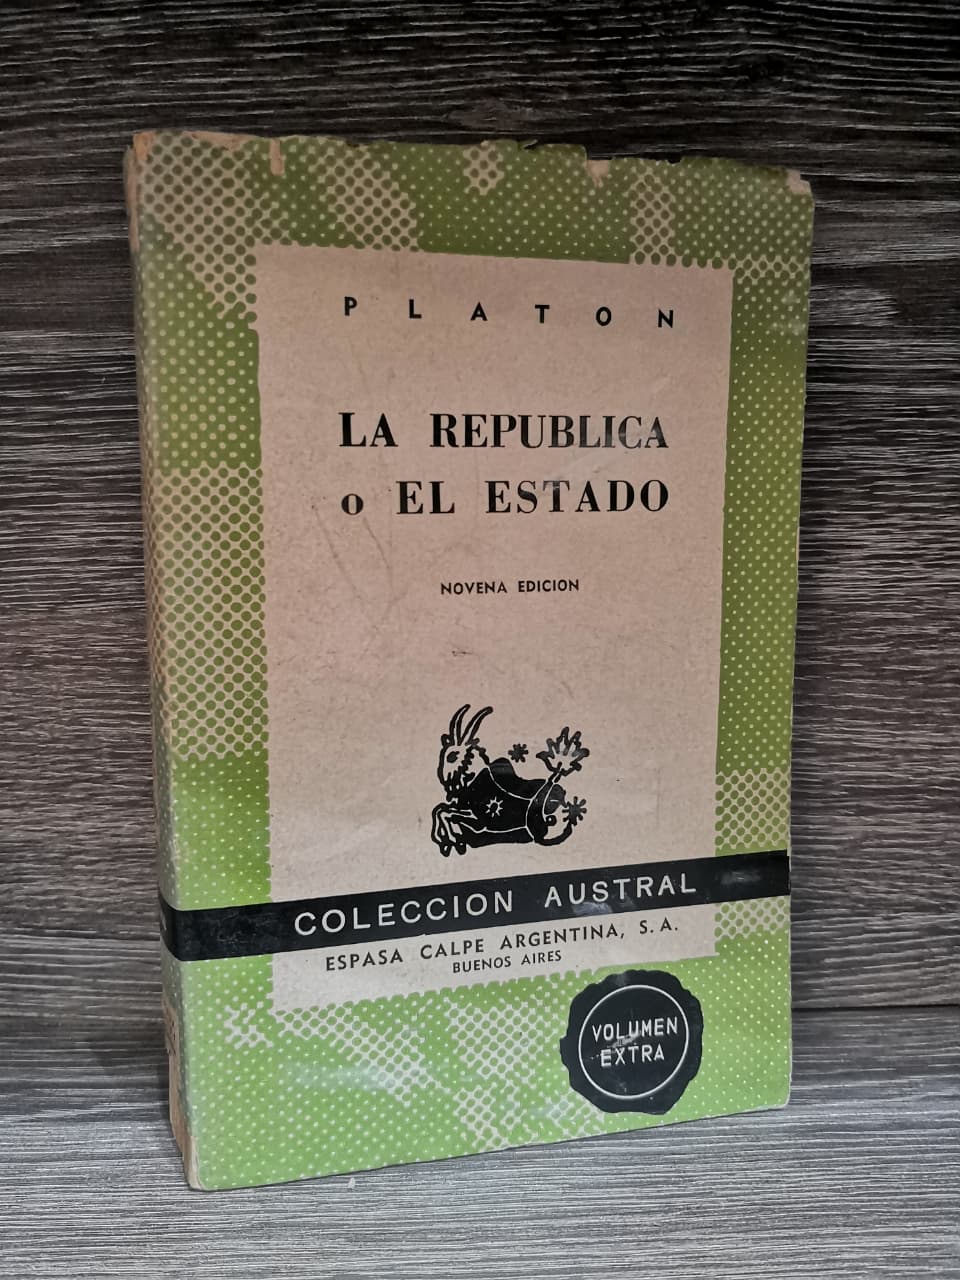 PLATON
LA REPUBLICA
o EL ESTADO
NOVENA EDICION
COLECCION AUSTRAL
ESPASA CALPE ARGENTINA, S. A.
BUENOS AIRES
VOLUMEN
EXTRA